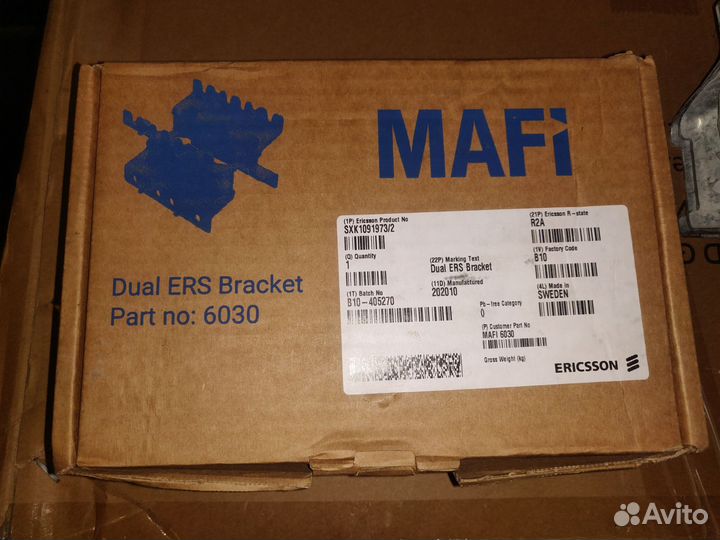 MAFi
Dual ERS Bracket
Part no: 6030
(1P) Ericsson Product No
SXK1091973/2
(21P) Ericsson R-state
R2A
(Q) Quantity
1
(22P) Marking Text
Dual ERS Bracket
(1V) Factory Code
B10
(1T) Batch No
B10-405270
(11D) Manufactured
202010
(4L) Made in
SWEDEN
Pb-free Category
0
(P) Customer Part No
MAFI 6030
Gross Weight (kg)
ERICSSON
Avito